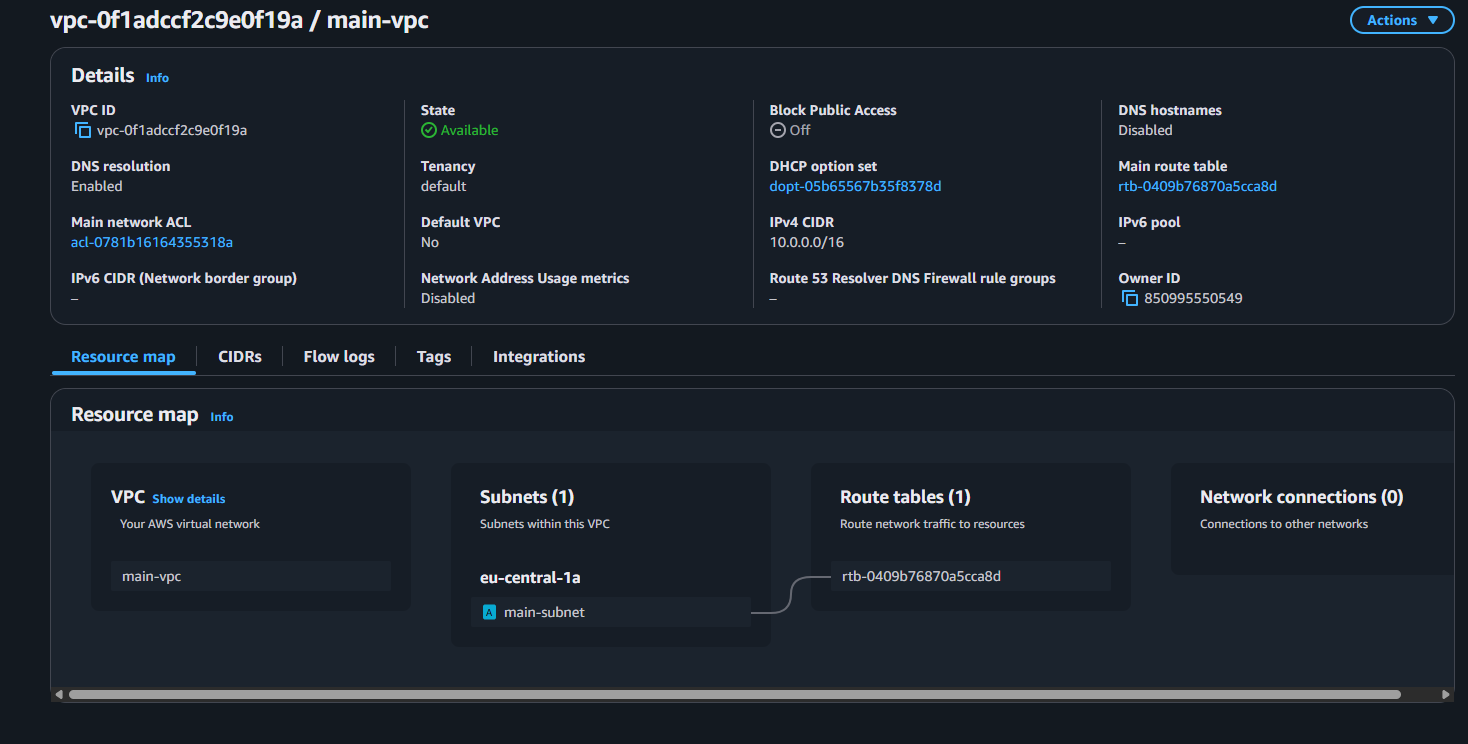 vpc-0f1adccf2c9e0f19a / main-vpc
Actions
Details Info
VPC ID
vpc-0f1adccf2c9e0f19a
State
Available
Block Public Access
Off
DNS hostnames
Disabled
DNS resolution
Enabled
Tenancy
default
DHCP option set
dopt-05b65567b35f8378d
Main route table
rtb-0409b76870a5cca8d
Main network ACL
acl-0781b16164355318a
Default VPC
No
IPv4 CIDR
10.0.0.0/16
IPv6 pool
–
IPv6 CIDR (Network border group)
–
Network Address Usage metrics
Disabled
Route 53 Resolver DNS Firewall rule groups
–
Owner ID
850995550549
Resource map
CIDRs
Flow logs
Tags
Integrations
Resource map Info
VPC Show details
Your AWS virtual network
main-vpc
Subnets (1)
Subnets within this VPC
eu-central-1a
A main-subnet
Route tables (1)
Route network traffic to resources
rtb-0409b76870a5cca8d
Network connections (0)
Connections to other networks